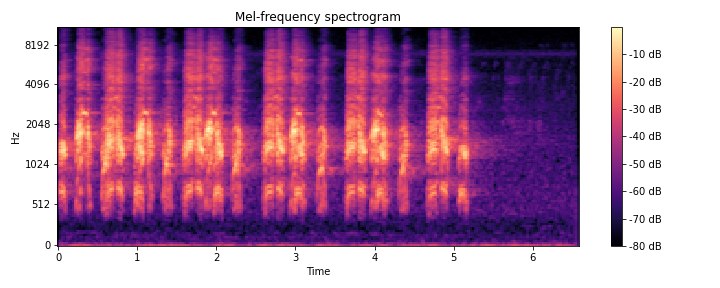 Mel-frequency spectrogram
8192
4096
2048
1024
512
0
Hz
0 1 2 3 4 5 6
Time
-10 dB
-20 dB
-30 dB
-40 dB
-50 dB
-60 dB
-70 dB
-80 dB